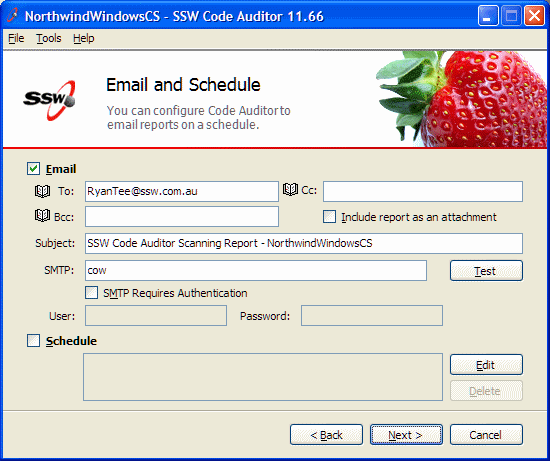 NorthwindWindowsCS - SSW Code Auditor 11.66
File Tools Help
SSW
Email and Schedule
You can configure Code Auditor to
email reports on a schedule.
Email
To: RyanTee@ssw.com.au Cc:
Bcc: Include report as an attachment
Subject: SSW Code Auditor Scanning Report - NorthwindWindowsCS
SMTP: cow Test
SMTP Requires Authentication
User: Password:
Schedule
Edit
Delete
< Back Next > Cancel